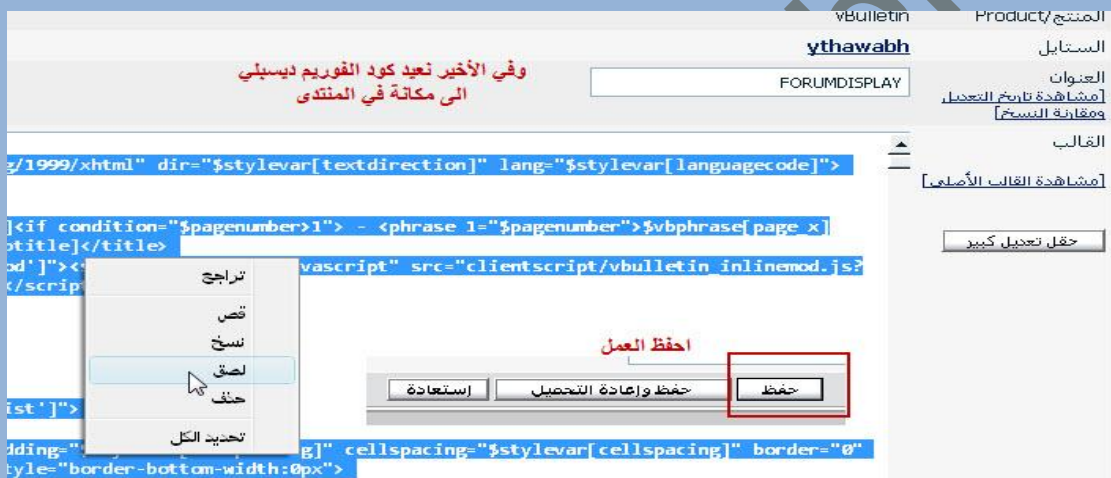 المنتج/Product
vBulletin
الستايل
ythawabh
العنوان
[مشاهدة تاريخ التعديل ومقارنة النسخ]
FORUMDISPLAY
وفي الأخير نعيد كود الفوريم ديسبلي
الى مكانة في المنتدى
القالب
[مشاهدة القالب الأصلي]
حقل تعديل كبير
/1999/xhtml" dir="$stylevar[textdirection]" lang="$stylevar[languagecode]">
]<if condition="$pagenumber>1"> - <phrase 1="$pagenumber">$vbphrase[page_x]
title]</title>
od']"><
vascript" src="clientscript/vbulletin_inlinemod.js?
</script
تراجع
قص
نسخ
لصق
حذف
تحديد الكل
احفظ العمل
حفظ
حفظ وإعادة التحميل
إستعادة
ist']">
dding="
g]" cellspacing="$stylevar[cellspacing]" border="0"
tyle="border-bottom-width:0px">